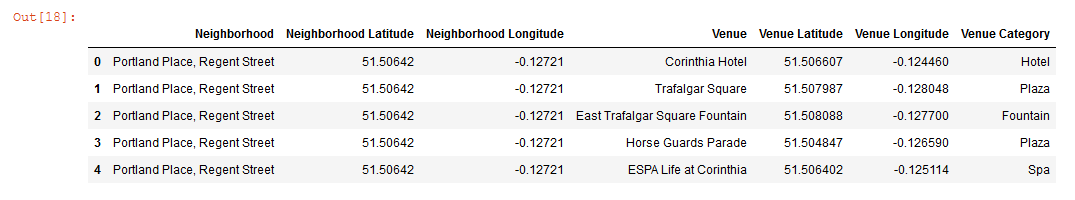 Out[18]:
Neighborhood Neighborhood Latitude Neighborhood Longitude Venue Venue Latitude Venue Longitude Venue Category
0 Portland Place, Regent Street 51.50642 -0.12721 Corinthia Hotel 51.506607 -0.124460 Hotel
1 Portland Place, Regent Street 51.50642 -0.12721 Trafalgar Square 51.507987 -0.128048 Plaza
2 Portland Place, Regent Street 51.50642 -0.12721 East Trafalgar Square Fountain 51.508088 -0.127700 Fountain
3 Portland Place, Regent Street 51.50642 -0.12721 Horse Guards Parade 51.504847 -0.126590 Plaza
4 Portland Place, Regent Street 51.50642 -0.12721 ESPA Life at Corinthia 51.506402 -0.125114 Spa